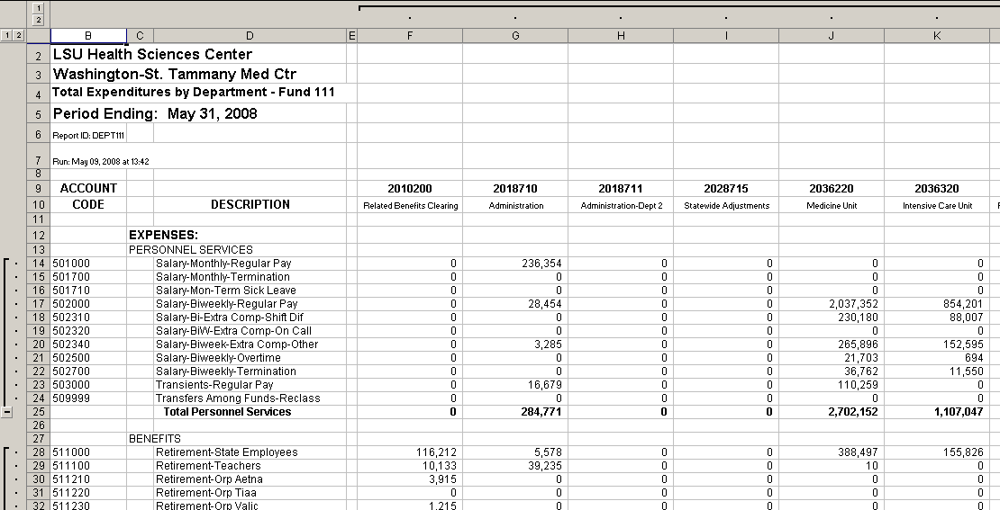 1
2
1 2 B C D E F G H I J K
2 LSU Health Sciences Center
3 Washington-St. Tammany Med Ctr
4 Total Expenditures by Department - Fund 111
5 Period Ending: May 31, 2008
6 Report ID: DEPT111
7 Run: May 09, 2008 at 13:42
8
9 ACCOUNT 2010200 2018710 2018711 2028715 2036220 2036320
10 CODE DESCRIPTION Related Benefits Clearing Administration Administration-Dept 2 Statewide Adjustments Medicine Unit Intensive Care Unit
11
12 EXPENSES:
13 PERSONNEL SERVICES
14 501000 Salary-Monthly-Regular Pay 0 236,354 0 0 0 0
15 501700 Salary-Monthly-Termination 0 0 0 0 0 0
16 501710 Salary-Mon-Term Sick Leave 0 0 0 0 0 0
17 502000 Salary-Biweekly-Regular Pay 0 28,454 0 0 2,037,352 854,201
18 502310 Salary-Bi-Extra Comp-Shift Dif 0 0 0 0 230,180 88,007
19 502320 Salary-BiW-Extra Comp-On Call 0 0 0 0 0 0
20 502340 Salary-Biweek-Extra Comp-Other 0 3,285 0 0 265,896 152,595
21 502500 Salary-Biweekly-Overtime 0 0 0 0 21,703 694
22 502700 Salary-Biweekly-Termination 0 0 0 0 36,762 11,550
23 503000 Transients-Regular Pay 0 16,679 0 0 110,259 0
24 509999 Transfers Among Funds-Reclass 0 0 0 0 0 0
25 Total Personnel Services 0 284,771 0 0 2,702,152 1,107,047
26
27 BENEFITS
28 511000 Retirement-State Employees 116,212 5,578 0 0 388,497 155,826
29 511100 Retirement-Teachers 10,133 39,235 0 0 10 0
30 511210 Retirement-Orp Aetna 3,915 0 0 0 0 0
31 511220 Retirement-Orp Tiaa 0 0 0 0 0 0
32 511230 Retirement-Orp Valic 1,215 0 0 0 0 0